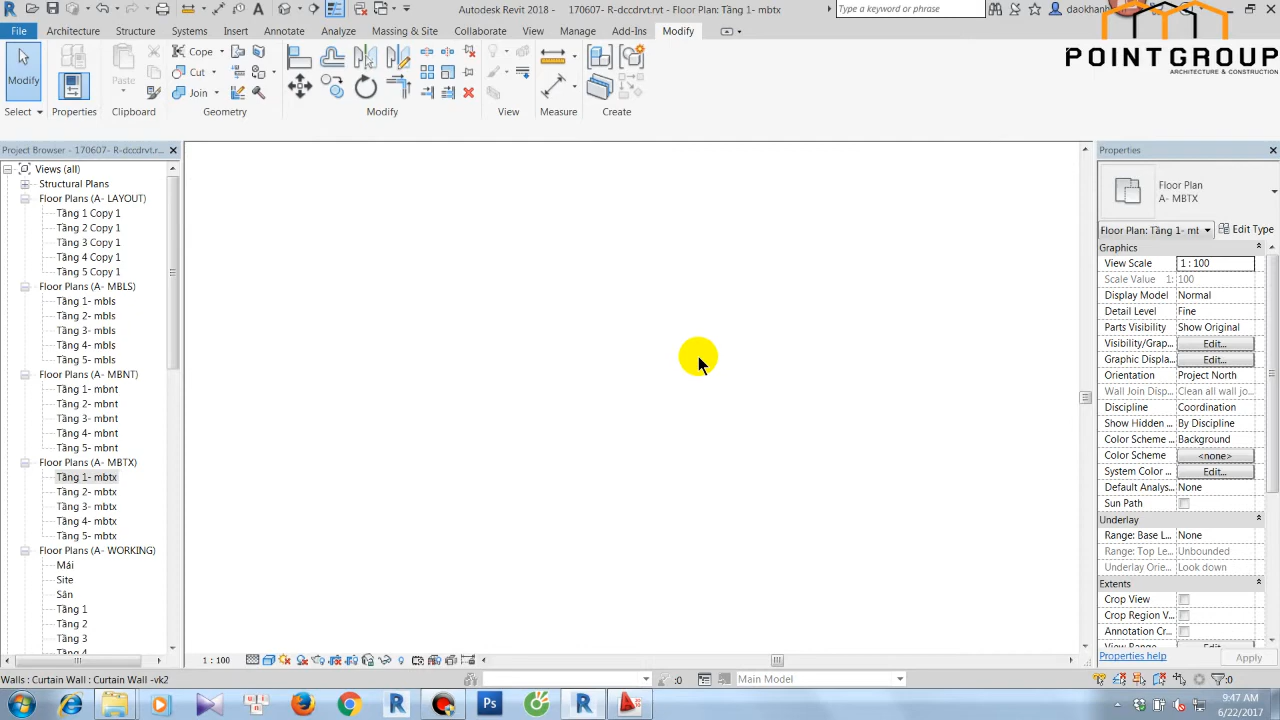 Autodesk Revit 2018 - 170607- R-dccdrvt.rvt - Floor Plan: Tầng 1- mbtx
Type a keyword or phrase
daokhan
File Architecture Structure Systems Insert Annotate Analyze Massing & Site Collaborate View Manage Add-Ins Modify
POINTGROUP
ARCHITECTURE & CONSTRUCTION
Modify Paste Cope Cut Join
Select Properties Clipboard Geometry Modify View Measure Create
Project Browser - 170607- R-dccdrvt.r...
Views (all)
Structural Plans
Floor Plans (A- LAYOUT)
Tầng 1 Copy 1
Tầng 2 Copy 1
Tầng 3 Copy 1
Tầng 4 Copy 1
Tầng 5 Copy 1
Floor Plans (A- MBLS)
Tầng 1- mbls
Tầng 2- mbls
Tầng 3- mbls
Tầng 4- mbls
Tầng 5- mbls
Floor Plans (A- MBNT)
Tầng 1- mbnt
Tầng 2- mbnt
Tầng 3- mbnt
Tầng 4- mbnt
Tầng 5- mbnt
Floor Plans (A- MBTX)
Tầng 1- mbtx
Tầng 2- mbtx
Tầng 3- mbtx
Tầng 4- mbtx
Tầng 5- mbtx
Floor Plans (A- WORKING)
Mái
Site
Sân
Tầng 1
Tầng 2
Tầng 3
Tầng 4
Properties
Floor Plan
A- MBTX
Floor Plan: Tầng 1- mt Edit Type
Graphics
View Scale 1 : 100
Scale Value 1: 100
Display Model Normal
Detail Level Fine
Parts Visibility Show Original
Visibility/Grap... Edit...
Graphic Displa... Edit...
Orientation Project North
Wall Join Disp... Clean all wall jo...
Discipline Coordination
Show Hidden ... By Discipline
Color Scheme ... Background
Color Scheme <none>
System Color ... Edit...
Default Analys... None
Sun Path
Underlay
Range: Base L... None
Range: Top Le... Unbounded
Underlay Orie... Look down
Extents
Crop View
Crop Region V...
Annotation Cr...
View Range Edit...
Properties help Apply
1 : 100
Walls : Curtain Wall : Curtain Wall -vk2
:0
Main Model
:0
9:47 AM
6/22/2017